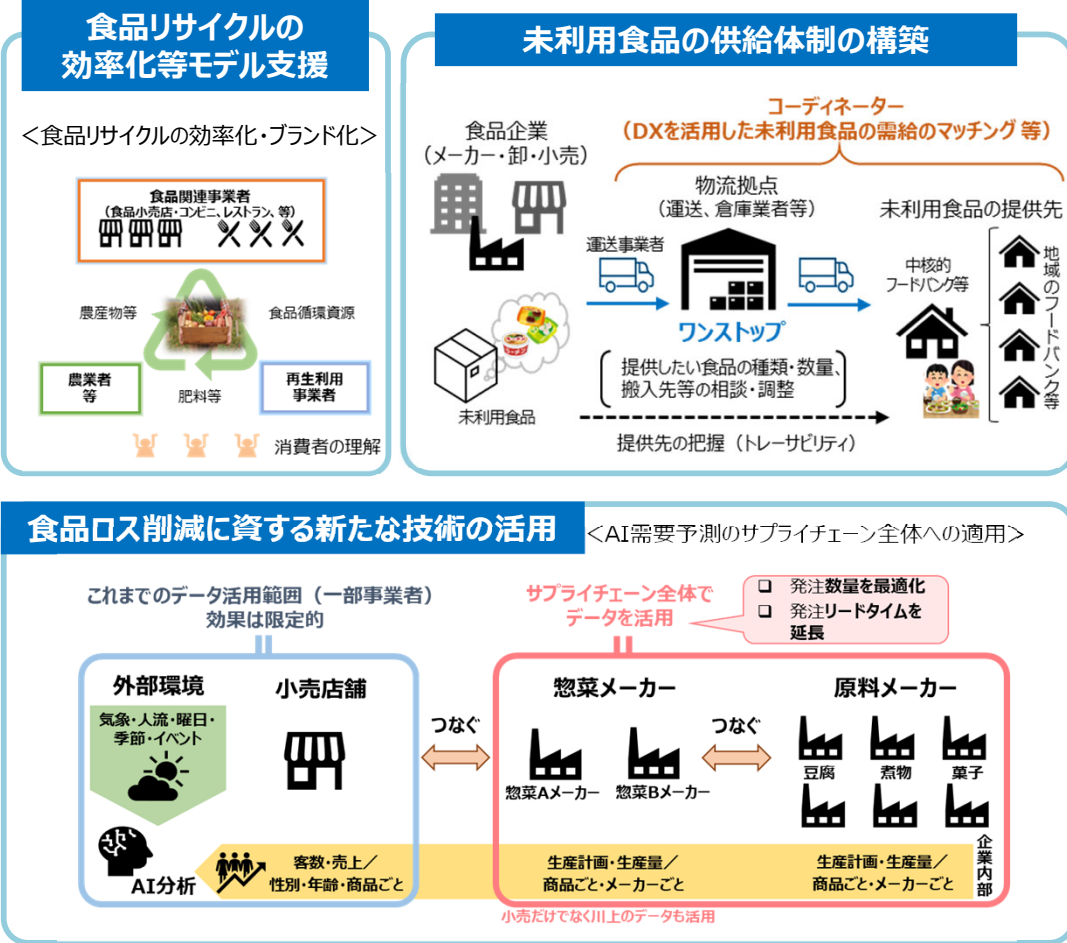 食品リサイクルの
効率化等モデル支援
＜食品リサイクルの効率化・ブランド化＞
食品関連事業者
（食品小売店・コンビニ、レストラン、等）
農産物等
食品循環資源
農業者
等
肥料等
再生利用
事業者
消費者の理解
未利用食品の供給体制の構築
コーディネーター
（DXを活用した未利用食品の需給のマッチング 等）
食品企業
（メーカー・卸・小売）
物流拠点
（運送、倉庫業者等）
未利用食品の提供先
運送事業者
中核的
フードバンク等
地域のフードバンク等
ワンストップ
提供したい食品の種類・数量、
搬入先等の相談・調整
未利用食品
提供先の把握（トレーサビリティ）
食品ロス削減に資する新たな技術の活用
＜AI需要予測のサプライチェーン全体への適用＞
これまでのデータ活用範囲（一部事業者）
効果は限定的
サプライチェーン全体で
データを活用
❑ 発注数量を最適化
❑ 発注リードタイムを
延長
外部環境
小売店舗
惣菜メーカー
原料メーカー
気象・人流・曜日・
季節・イベント
つなぐ
つなぐ
惣菜Aメーカー
惣菜Bメーカー
豆腐
煮物
菓子
AI分析
客数・売上／
性別・年齢・商品ごと
生産計画・生産量／
商品ごと・メーカーごと
生産計画・生産量／
商品ごと・メーカーごと
企業内部
小売だけでなく川上のデータも活用